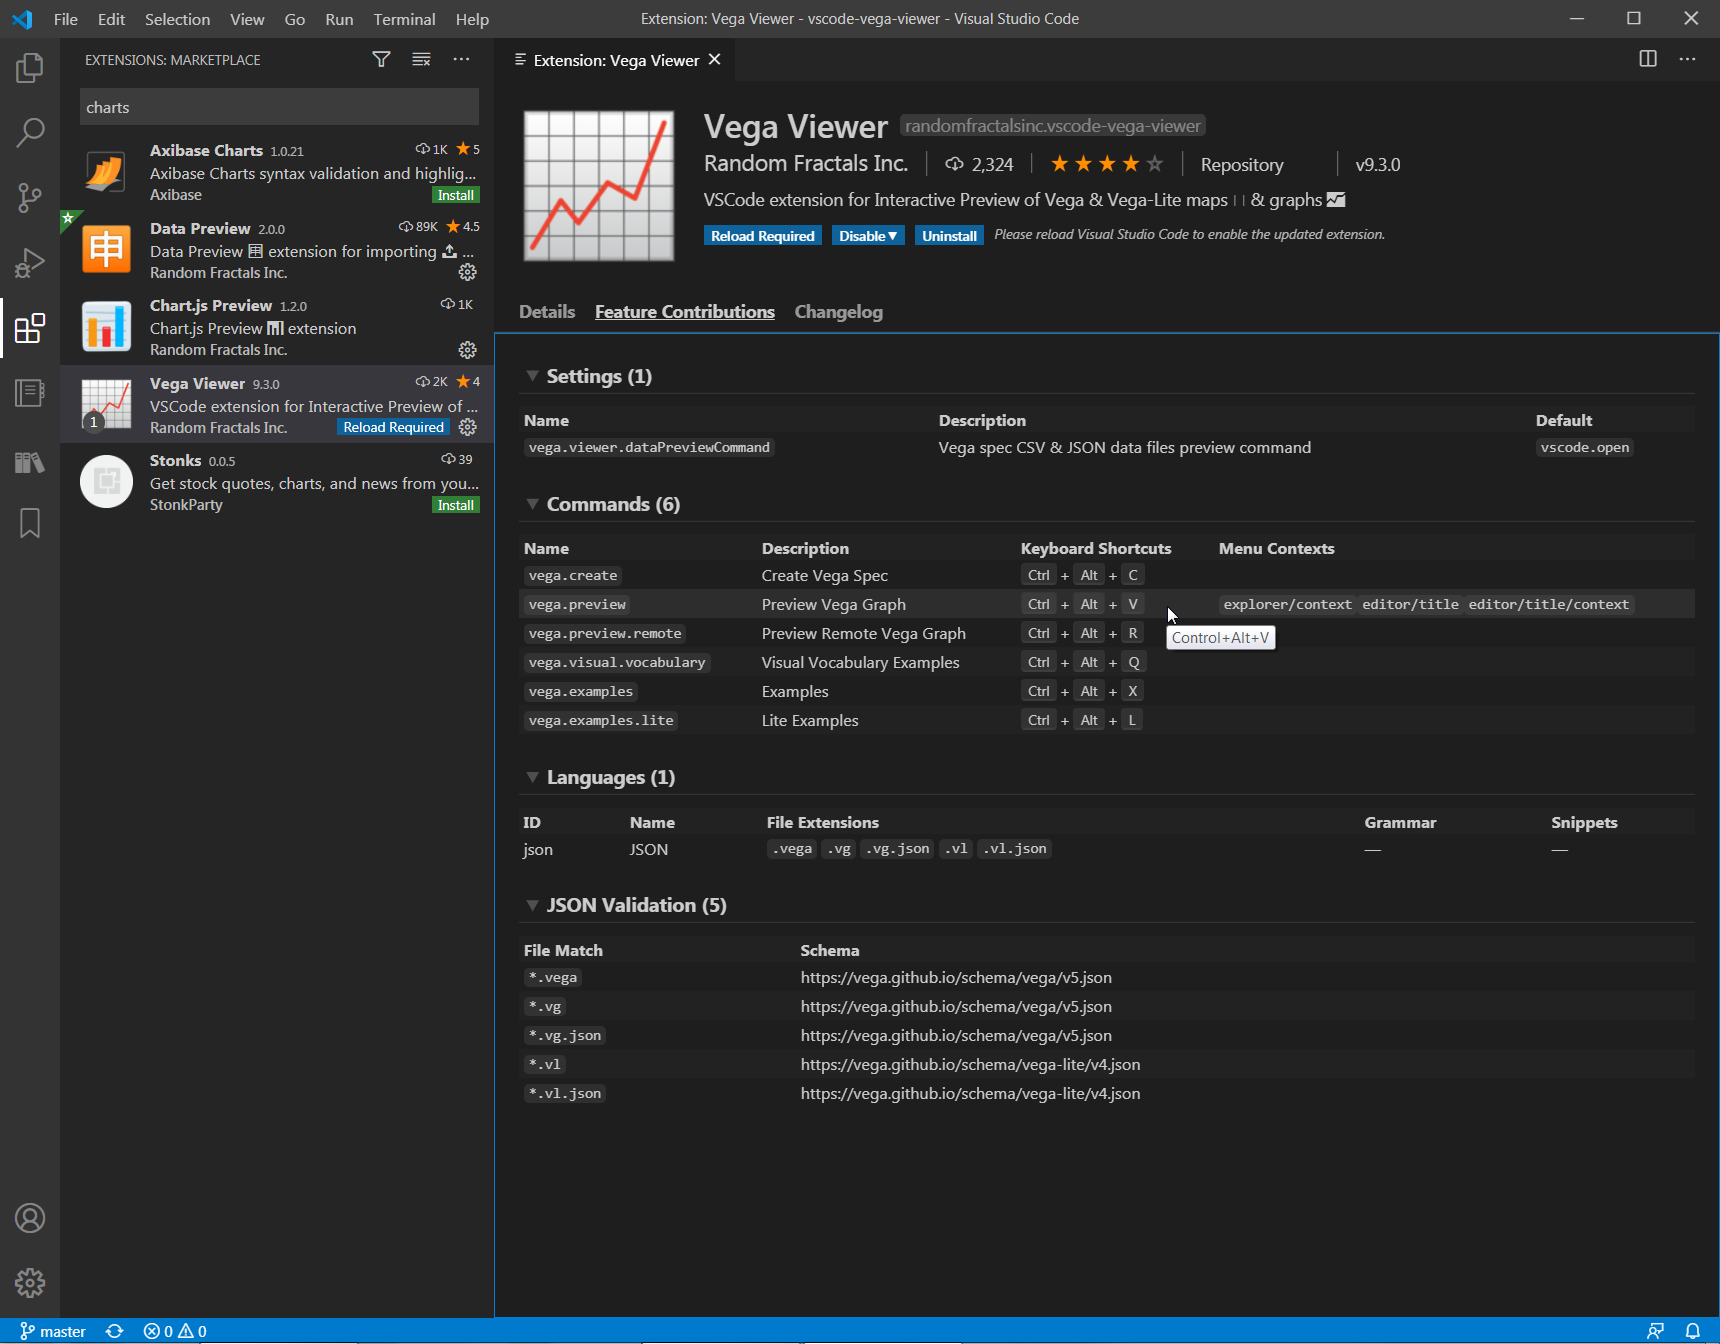 File Edit Selection View Go Run Terminal Help
Extension: Vega Viewer - vscode-vega-viewer - Visual Studio Code
EXTENSIONS: MARKETPLACE
charts
Axibase Charts 1.0.21 1K 5
Axibase Charts syntax validation and highlig...
Axibase Install
Data Preview 2.0.0 89K 4.5
申
Data Preview extension for importing ...
Random Fractals Inc.
Chart.js Preview 1.2.0 1K
Chart.js Preview extension
Random Fractals Inc.
Vega Viewer 9.3.0 2K 4
VSCode extension for Interactive Preview of ...
1
Random Fractals Inc. Reload Required
Stonks 0.0.5 39
Get stock quotes, charts, and news from you...
StonkParty Install
Extension: Vega Viewer
Vega Viewer randomfractalsinc.vscode-vega-viewer
Random Fractals Inc. 2,324 Repository v9.3.0
VSCode extension for Interactive Preview of Vega & Vega-Lite maps & graphs
Reload Required Disable Uninstall Please reload Visual Studio Code to enable the updated extension.
Details Feature Contributions Changelog
Settings (1)
Name Description Default
vega.viewer.dataPreviewCommand Vega spec CSV & JSON data files preview command vscode.open
Commands (6)
Name Description Keyboard Shortcuts Menu Contexts
vega.create Create Vega Spec Ctrl + Alt + C
vega.preview Preview Vega Graph Ctrl + Alt + V explorer/context editor/title editor/title/context
vega.preview.remote Preview Remote Vega Graph Ctrl + Alt + R
Control+Alt+V
vega.visual.vocabulary Visual Vocabulary Examples Ctrl + Alt + Q
vega.examples Examples Ctrl + Alt + X
vega.examples.lite Lite Examples Ctrl + Alt + L
Languages (1)
ID Name File Extensions Grammar Snippets
json JSON .vega .vg .vg.json .vl .vl.json — —
JSON Validation (5)
File Match Schema
*.vega https://vega.github.io/schema/vega/v5.json
*.vg https://vega.github.io/schema/vega/v5.json
*.vg.json https://vega.github.io/schema/vega/v5.json
*.vl https://vega.github.io/schema/vega-lite/v4.json
*.vl.json https://vega.github.io/schema/vega-lite/v4.json
master 0 0